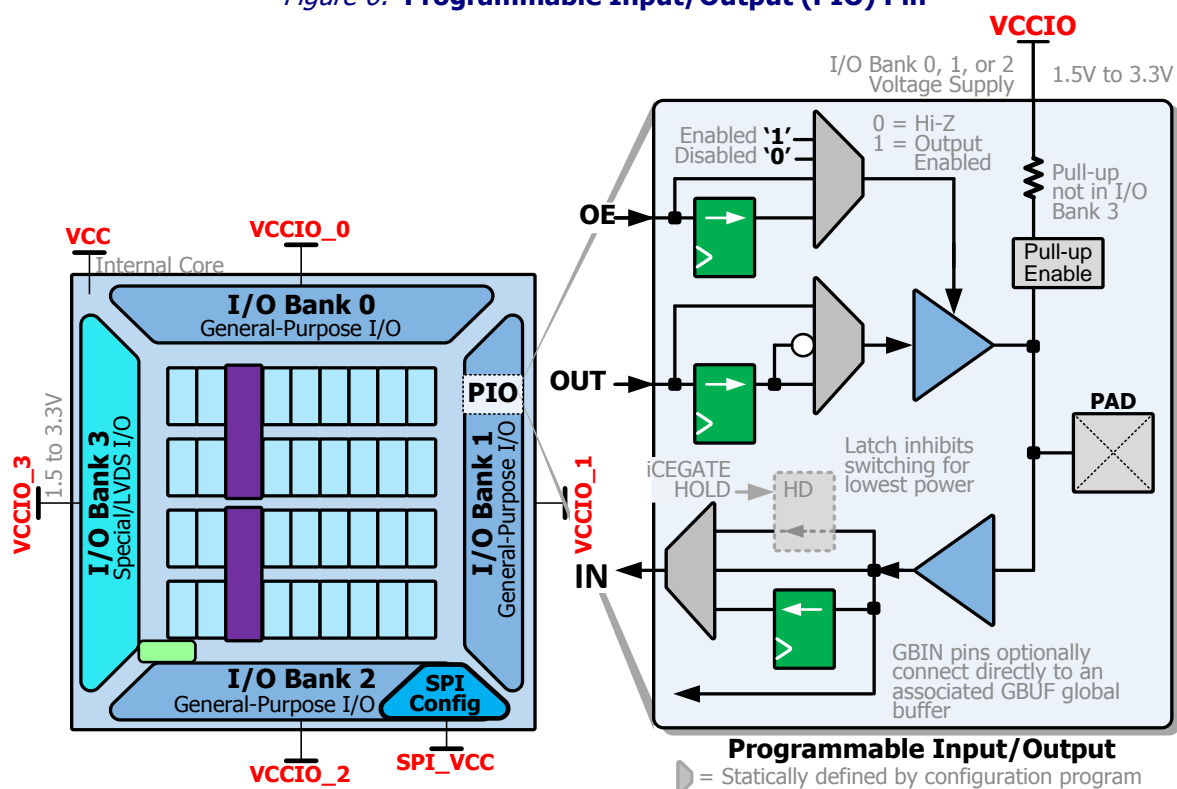 Figure 6: Programmable Input/Output (PIO) Pin
VCCIO
I/O Bank 0, 1, or 2
Voltage Supply
1.5V to 3.3V
Enabled ‘1’
Disabled ‘0’
0 = Hi-Z
1 = Output
Enabled
Pull-up
not in I/O
Bank 3
OE
Pull-up
Enable
VCC
VCCIO_0
Internal Core
I/O Bank 0
General-Purpose I/O
OUT
PIO
PAD
1.5 to 3.3V
VCCIO_3
I/O Bank 3
Special/LVDS I/O
I/O Bank 1
General-Purpose I/O
VCCIO_1
iCEGATE
HOLD
HD
Latch inhibits
switching for
lowest power
IN
GBIN pins optionally
connect directly to an
associated GBUF global
buffer
I/O Bank 2
General-Purpose I/O
SPI
Config
VCCIO_2
SPI_VCC
Programmable Input/Output
= Statically defined by configuration program